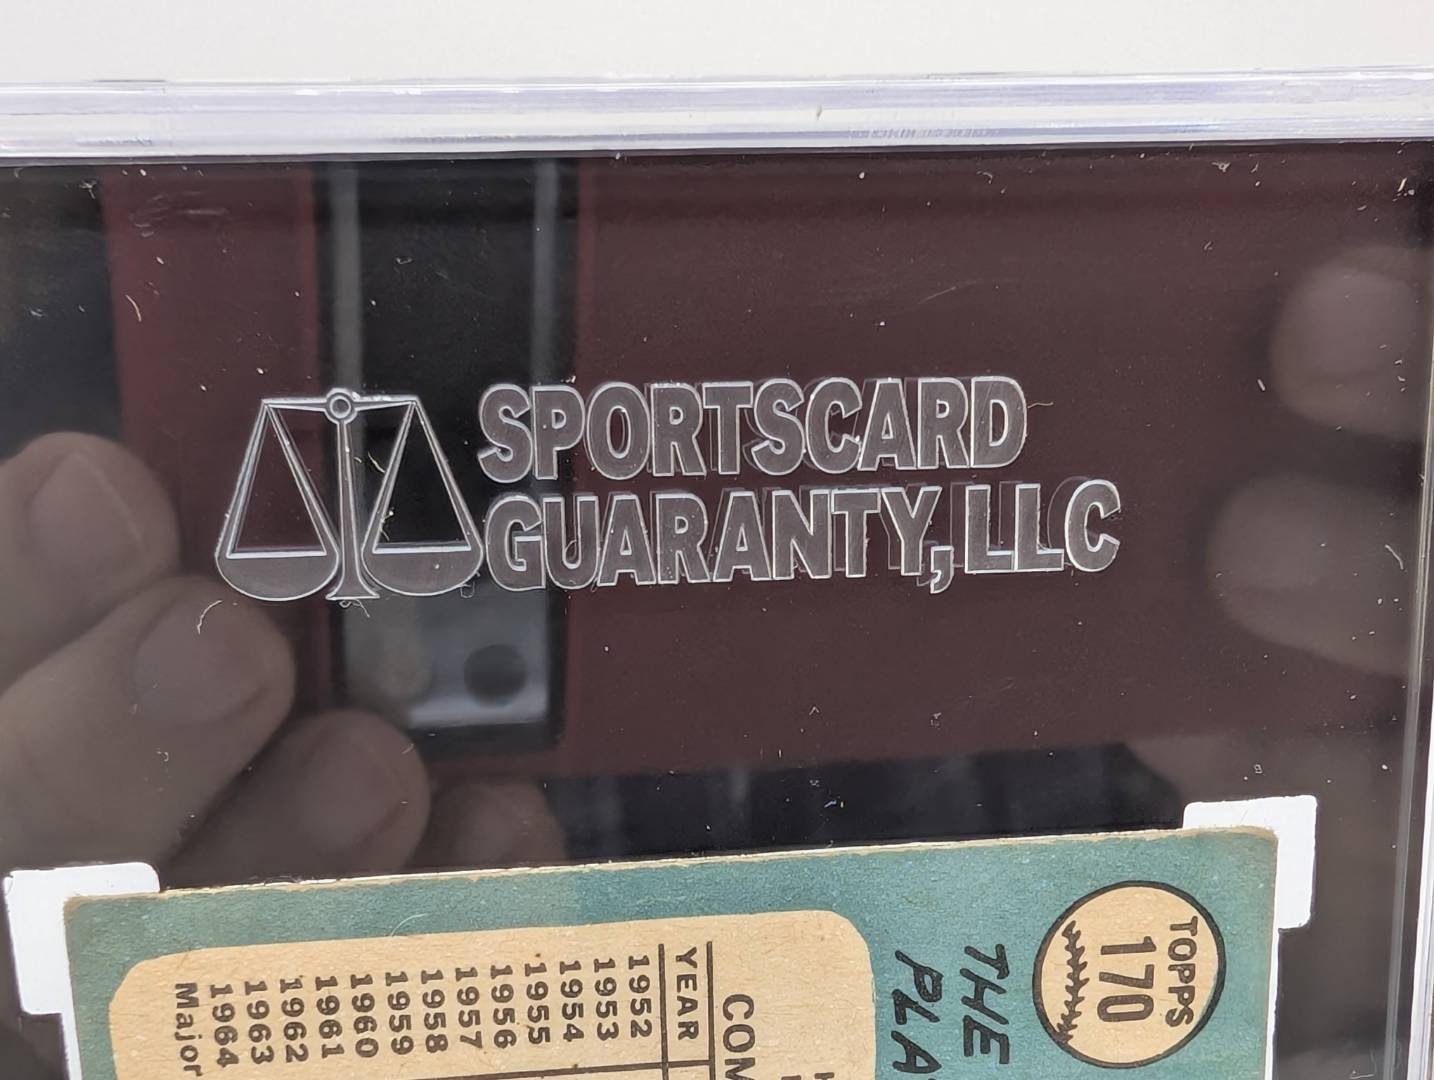 SPORTSCARD
GUARANTY, LLC
TOPPS
170
THE
PLA
COM
YEAR
1952
1953
1954
1955
1956
1957
1958
1959
1960
1961
1962
1963
1964
Major